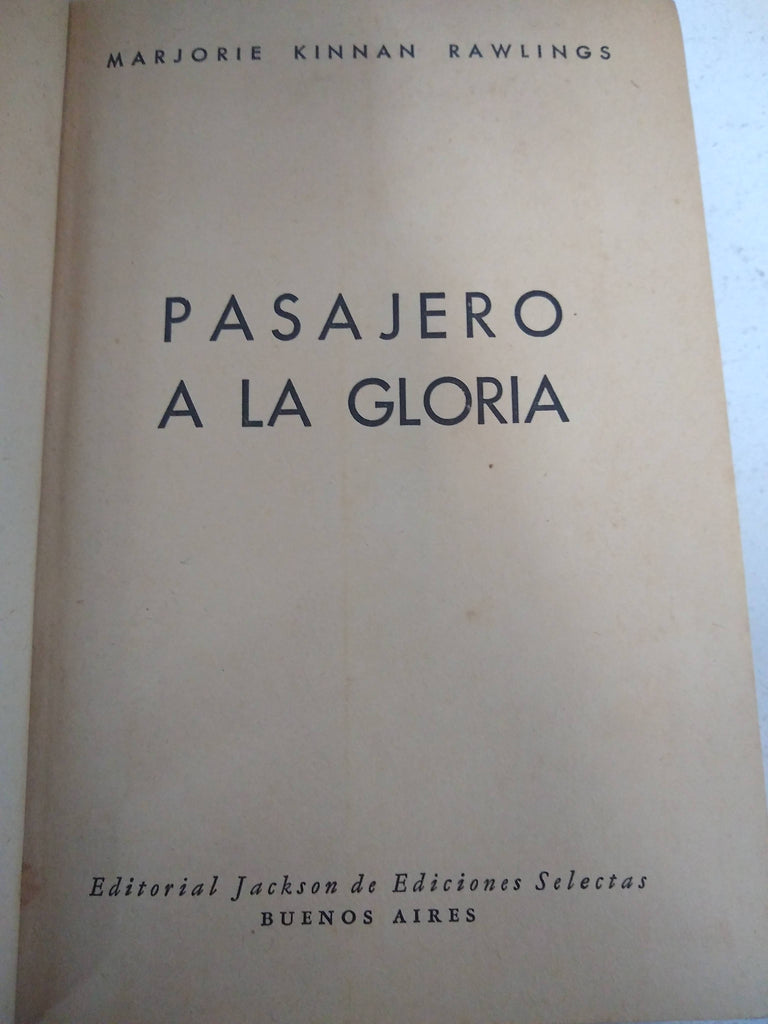 MARJORIE KINNAN RAWLINGS
PASAJERO
A LA GLORIA
Editorial Jackson de Ediciones Selectas
BUENOS AIRES